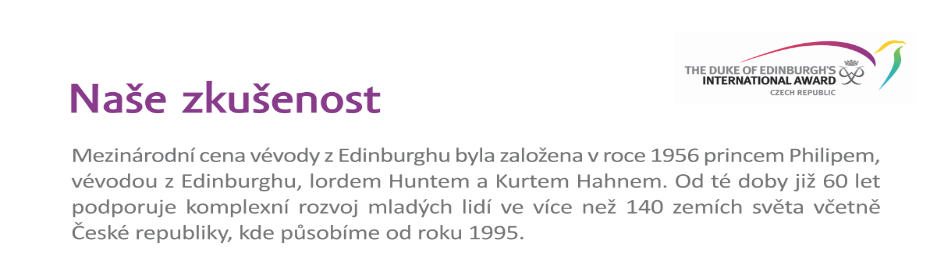 THE DUKE OF EDINBURGH'S
INTERNATIONAL AWARD
CZECH REPUBLIC
Naše zkušenost
Mezinárodní cena vévody z Edinburghu byla založena v roce 1956 princem Philipem,
vévodou z Edinburghu, lordem Huntem a Kurtem Hahnem. Od té doby již 60 let
podporuje komplexní rozvoj mladých lidí ve více než 140 zemích světa včetně
České republiky, kde působíme od roku 1995.